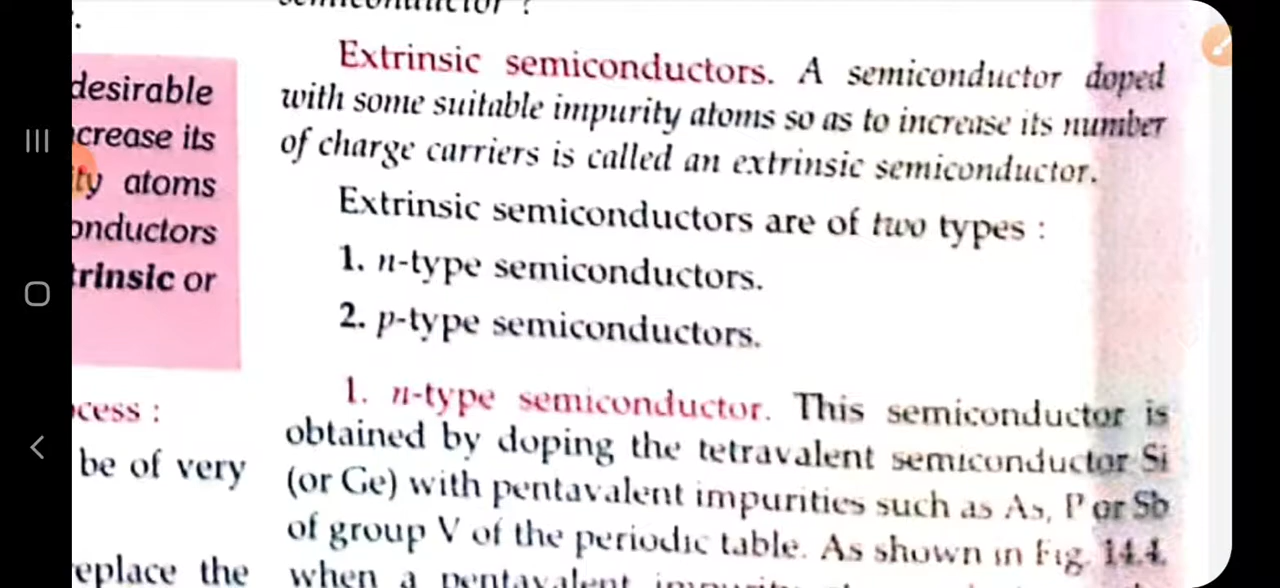 desirable
crease its
ty atoms
onductors
trinsic or
cess :
be of very
eplace the
Extrinsic semiconductors. A semiconductor doped
with some suitable impurity atoms so as to increase its number
of charge carriers is called an extrinsic semiconductor.
Extrinsic semiconductors are of two types :
1. n-type semiconductors.
2. p-type semiconductors.
1. n-type semiconductor. This semiconductor is
obtained by doping the tetravalent semiconductor Si
(or Ge) with pentavalent impurities such as As, P or Sb
of group V of the periodic table. As shown in Fig. 14.4,
when a pentavalent